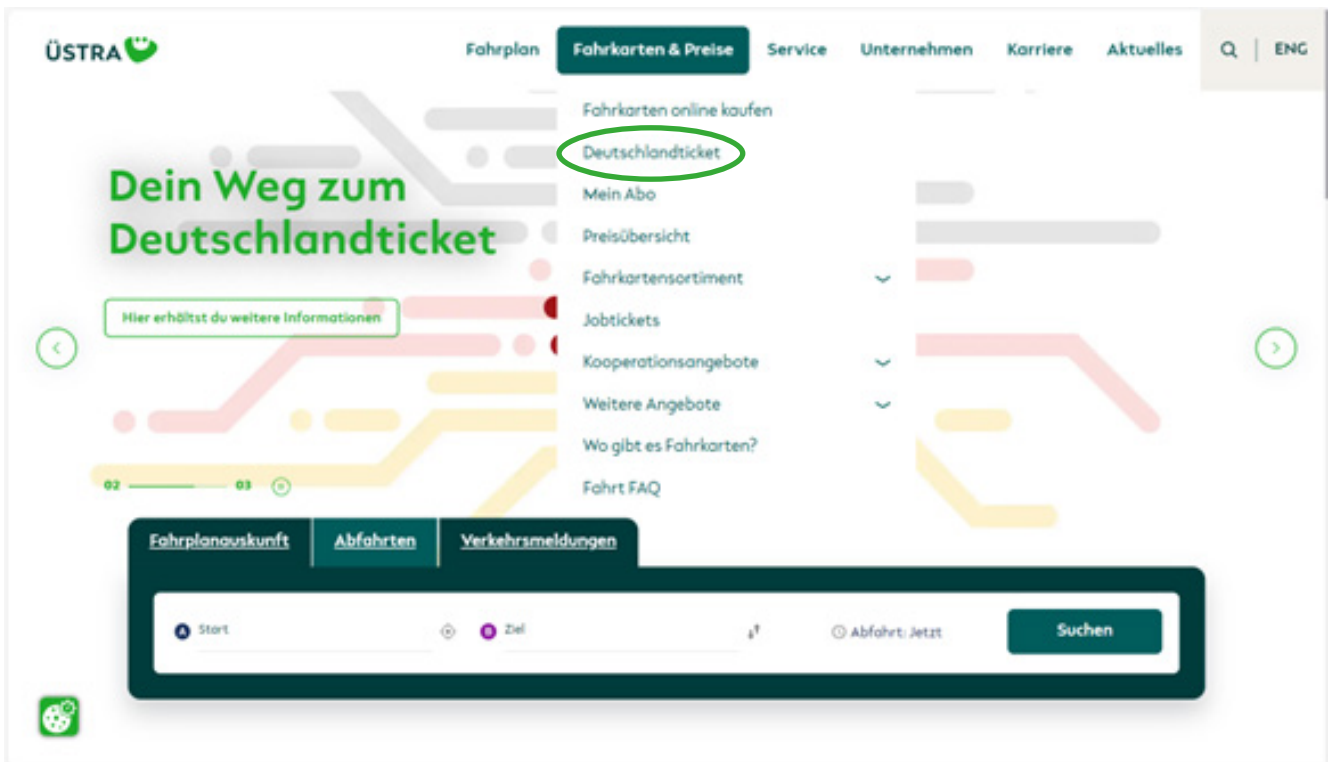 ÜSTRA
Fahrplan Fahrkarten & Preise Service Unternehmen Karriere Aktuelles ENG
Fahrkarten online kaufen
Deutschlandticket
Mein Abo
Preisübersicht
Fahrkartensortiment
Jobtickets
Kooperationsangebote
Weitere Angebote
Wo gibt es Fahrkarten?
Fahrt FAQ
Dein Weg zum
Deutschlandticket
Hier erhältst du weitere Informationen
02 03
Fahrplanauskunft Abfahrten Verkehrsmeldungen
A Start B Ziel Abfahrt: Jetzt Suchen